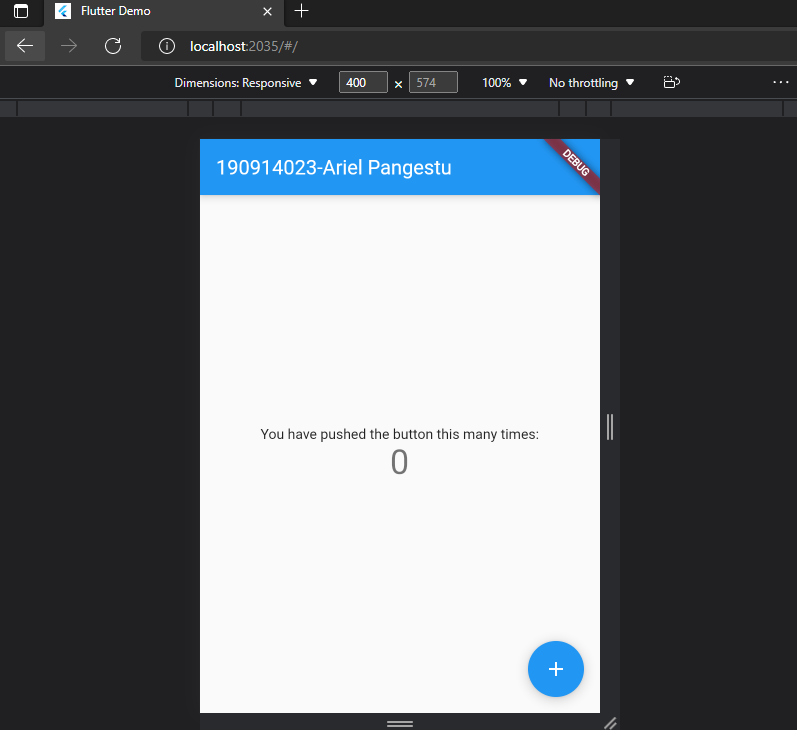 Flutter Demo
localhost:2035/#/
Dimensions: Responsive 400 × 574 100% No throttling
190914023-Ariel Pangestu
DEBUG
You have pushed the button this many times:
0